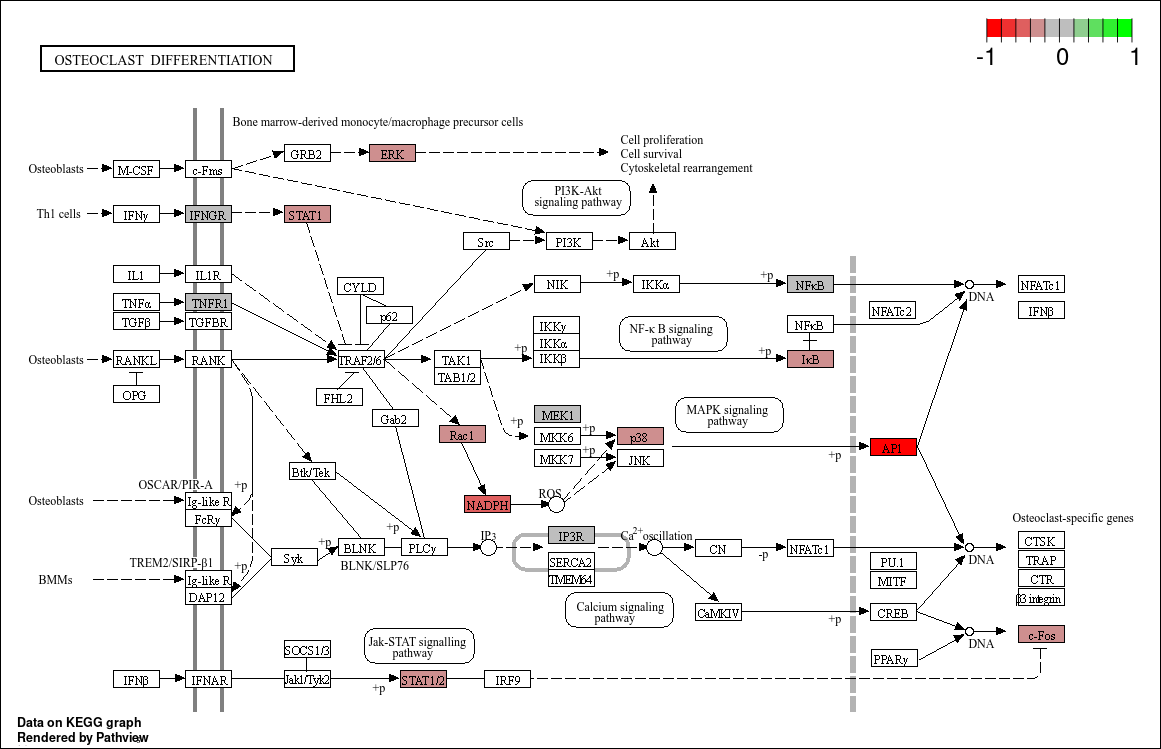 -1 0 1
OSTEOCLAST DIFFERENTIATION
Bone marrow-derived monocyte/macrophage precursor cells
Osteoblasts M-CSF c-Fms GRB2 ERK
Cell proliferation
Cell survival
Cytoskeletal rearrangement
PI3K-Akt
signaling pathway
Th1 cells IFNγ IFNGR STAT1
Src PI3K Akt
IL1 IL1R
CYLD NIK +p IKKα +p NFκB NFATc1
DNA
TNFα TNFR1
p62 NFATc2 IFNβ
TGFβ TGFBR
IKKγ NF-κ B signaling NFκB
IKKα pathway
Osteoblasts RANKL RANK TRAF2/6 TAK1 +p IKKβ +p IκB
TAB1/2
OPG FHL2
Gab2 +p MEK1 MAPK signaling
pathway
Rac1 MKK6 +p p38 +p AP1
MKK7 +p JNK
Btk/Tek
OSCAR/PIR-A +p
Osteoblasts Ig-like R NADPH ROS
FcRγ
Osteoclast-specific genes
+p IP3 IP3R Ca2+ oscillation
Syk +p BLNK PLCγ CN -p NFATc1 DNA CTSK
BLNK/SLP76 SERCA2 PU.1 TRAP
TREM2/SIRP-β1 +p
BMMs Ig-like R TMEM64 MITF CTR
DAP12 β3 integrin
Calcium signaling
pathway
CaMKIV +p CREB
Jak-STAT signalling
pathway
DNA c-Fos
SOCS1/3
PPARγ
IFNβ IFNAR Jak1/Tyk2 +p STAT1/2 IRF9
Data on KEGG graph
Rendered by Pathview